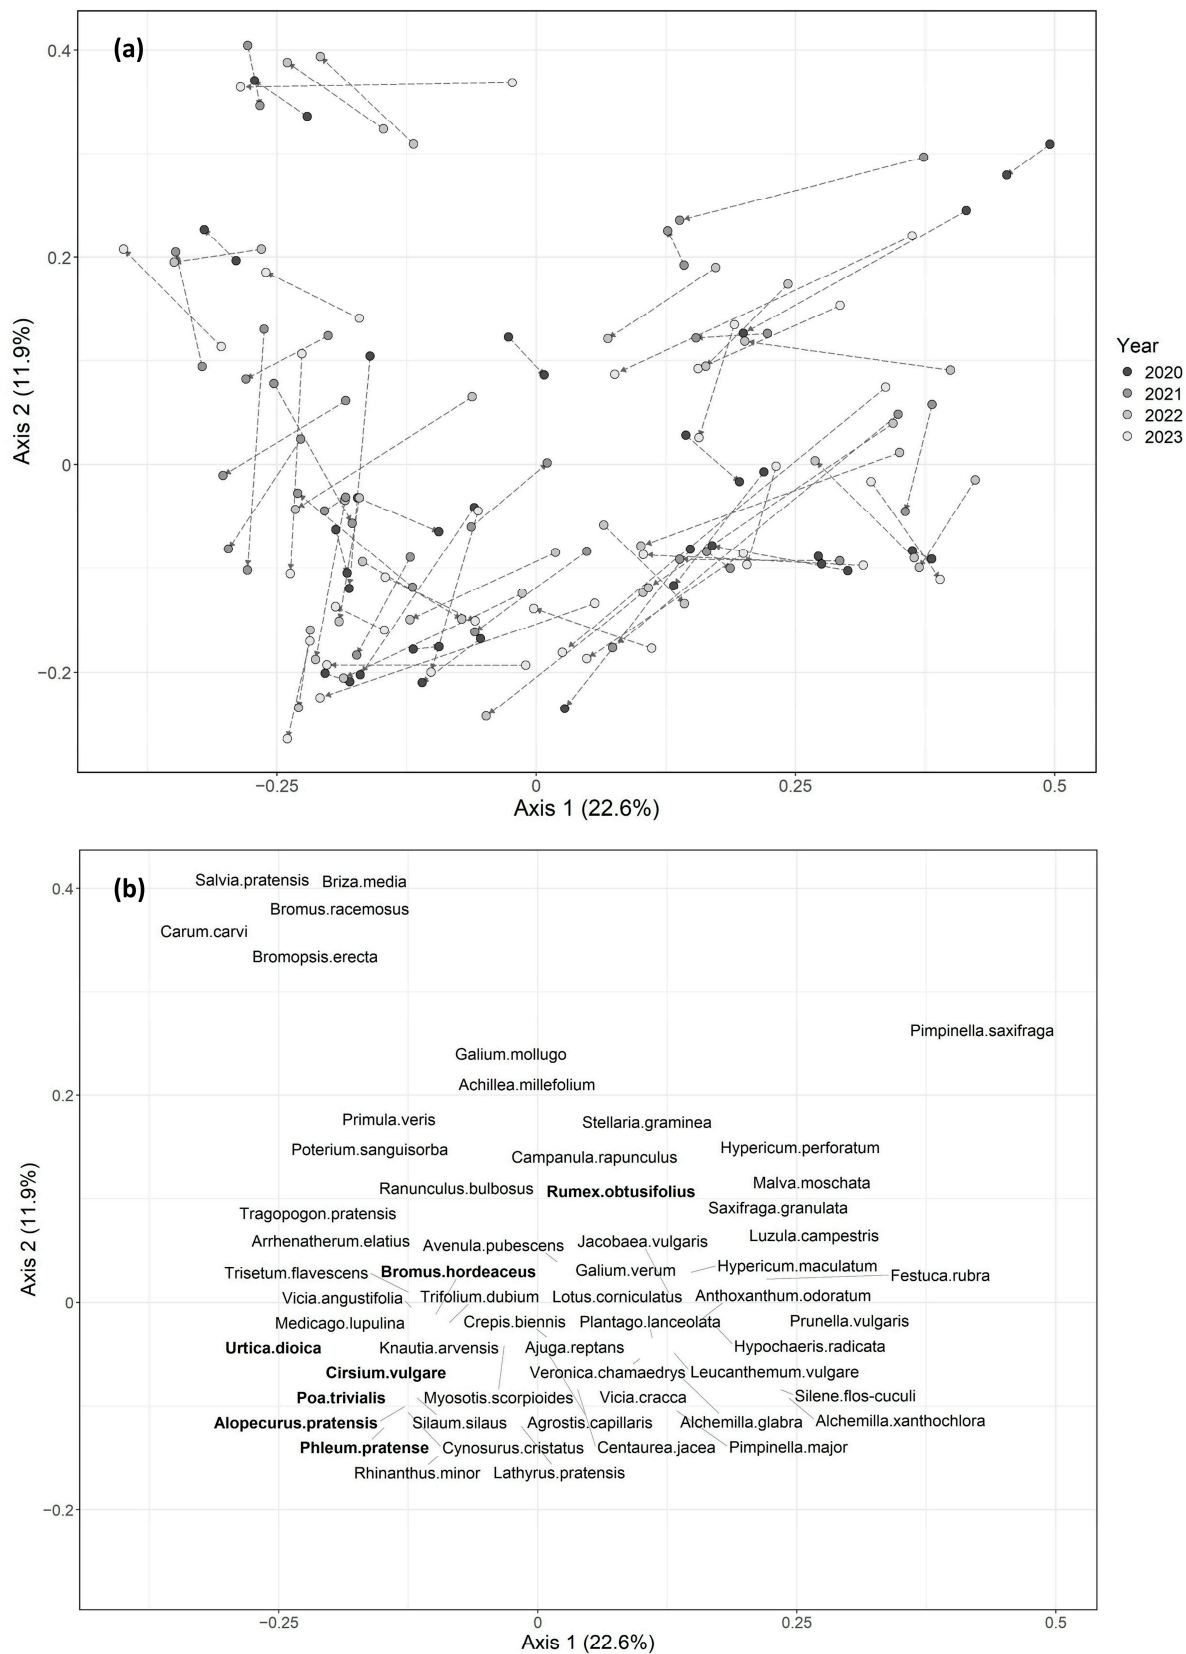 (a)
0.4
0.2
0
−0.2
Axis 2 (11.9%)
−0.25
0
0.25
0.5
Axis 1 (22.6%)
Year
2020
2021
2022
2023
(b)
0.4
0.2
0
−0.2
Axis 2 (11.9%)
Salvia.pratensis
Briza.media
Bromus.racemosus
Carum.carvi
Bromopsis.erecta
Pimpinella.saxifraga
Galium.mollugo
Achillea.millefolium
Primula.veris
Stellaria.graminea
Poterium.sanguisorba
Hypericum.perforatum
Campanula.rapunculus
Ranunculus.bulbosus
Rumex.obtusifolius
Malva.moschata
Saxifraga.granulata
Tragopogon.pratensis
Arrhenatherum.elatius
Avenula.pubescens
Jacobaea.vulgaris
Luzula.campestris
Trisetum.flavescens
Bromus.hordeaceus
Galium.verum
Hypericum.maculatum
Festuca.rubra
Vicia.angustifolia
Trifolium.dubium
Lotus.corniculatus
Anthoxanthum.odoratum
Medicago.lupulina
Crepis.biennis
Plantago.lanceolata
Prunella.vulgaris
Urtica.dioica
Knautia.arvensis
Ajuga.reptans
Hypochaeris.radicata
Cirsium.vulgare
Veronica.chamaedrys
Leucanthemum.vulgare
Poa.trivialis
Myosotis.scorpioides
Vicia.cracca
Silene.flos-cuculi
Alopecurus.pratensis
Silaum.silaus
Agrostis.capillaris
Alchemilla.glabra
Alchemilla.xanthochlora
Phleum.pratense
Cynosurus.cristatus
Centaurea.jacea
Pimpinella.major
Rhinanthus.minor
Lathyrus.pratensis
−0.25
0
0.25
0.5
Axis 1 (22.6%)